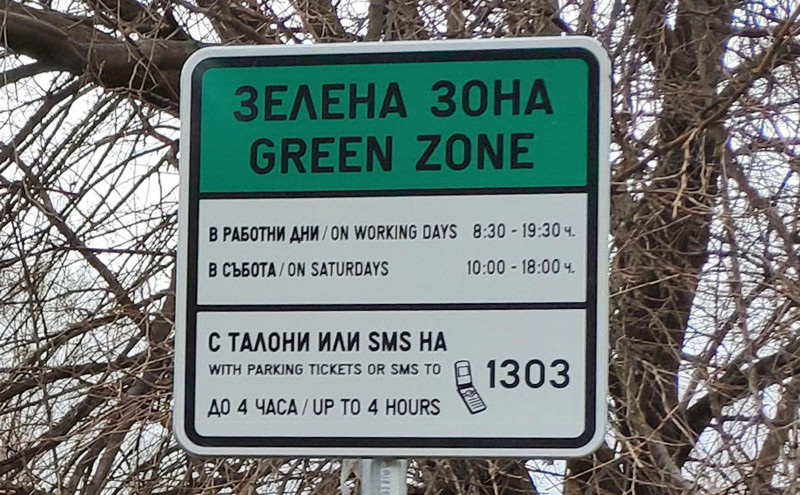 ЗЕЛЕНА ЗОНА
GREEN ZONE
В РАБОТНИ ДНИ / ON WORKING DAYS 8:30 - 19:30 ч.
В СЪБОТА / ON SATURDAYS 10:00 - 18:00 ч.
С ТАЛОНИ ИЛИ SMS НА
WITH PARKING TICKETS OR SMS TO 1303
ДО 4 ЧАСА / UP TO 4 HOURS